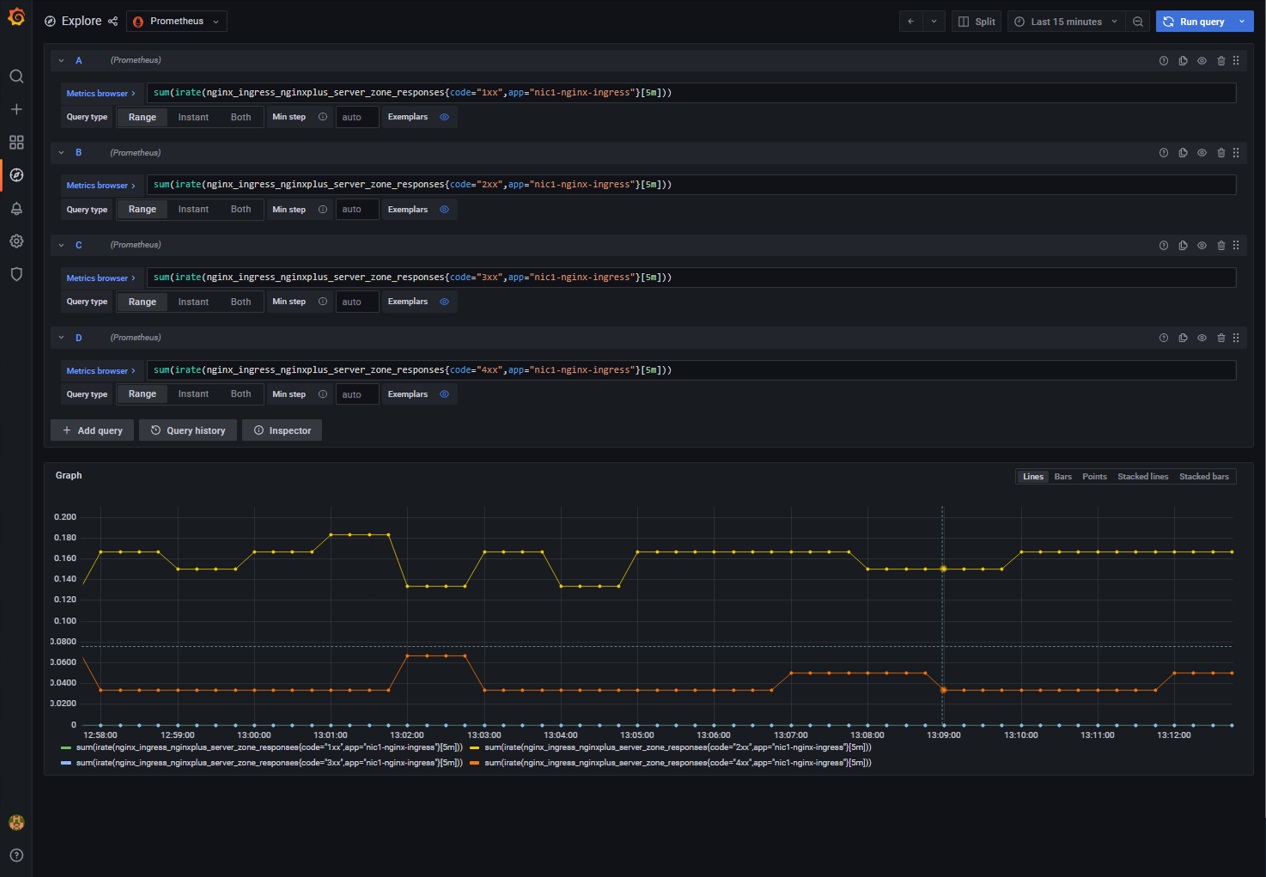 Explore Prometheus Split Last 15 minutes Run query
A (Prometheus)
Metrics browser > sum(irate(nginx_ingress_nginxplus_server_zone_responses{code="1xx",app="nic1-nginx-ingress"}[5m]))
Query type Range Instant Both Min step auto Exemplars
B (Prometheus)
Metrics browser > sum(irate(nginx_ingress_nginxplus_server_zone_responses{code="2xx",app="nic1-nginx-ingress"}[5m]))
Query type Range Instant Both Min step auto Exemplars
C (Prometheus)
Metrics browser > sum(irate(nginx_ingress_nginxplus_server_zone_responses{code="3xx",app="nic1-nginx-ingress"}[5m]))
Query type Range Instant Both Min step auto Exemplars
D (Prometheus)
Metrics browser > sum(irate(nginx_ingress_nginxplus_server_zone_responses{code="4xx",app="nic1-nginx-ingress"}[5m]))
Query type Range Instant Both Min step auto Exemplars
+ Add query Query history Inspector
Graph Lines Bars Points Stacked lines Stacked bars
0.200
0.180
0.160
0.140
0.120
0.100
0.0800
0.0600
0.0400
0.0200
0
12:58:00 12:59:00 13:00:00 13:01:00 13:02:00 13:03:00 13:04:00 13:05:00 13:06:00 13:07:00 13:08:00 13:09:00 13:10:00 13:11:00 13:12:00
sum(irate(nginx_ingress_nginxplus_server_zone_responses{code="1xx",app="nic1-nginx-ingress"}[5m])) sum(irate(nginx_ingress_nginxplus_server_zone_responses{code="2xx",app="nic1-nginx-ingress"}[5m]))
sum(irate(nginx_ingress_nginxplus_server_zone_responses{code="3xx",app="nic1-nginx-ingress"}[5m])) sum(irate(nginx_ingress_nginxplus_server_zone_responses{code="4xx",app="nic1-nginx-ingress"}[5m]))